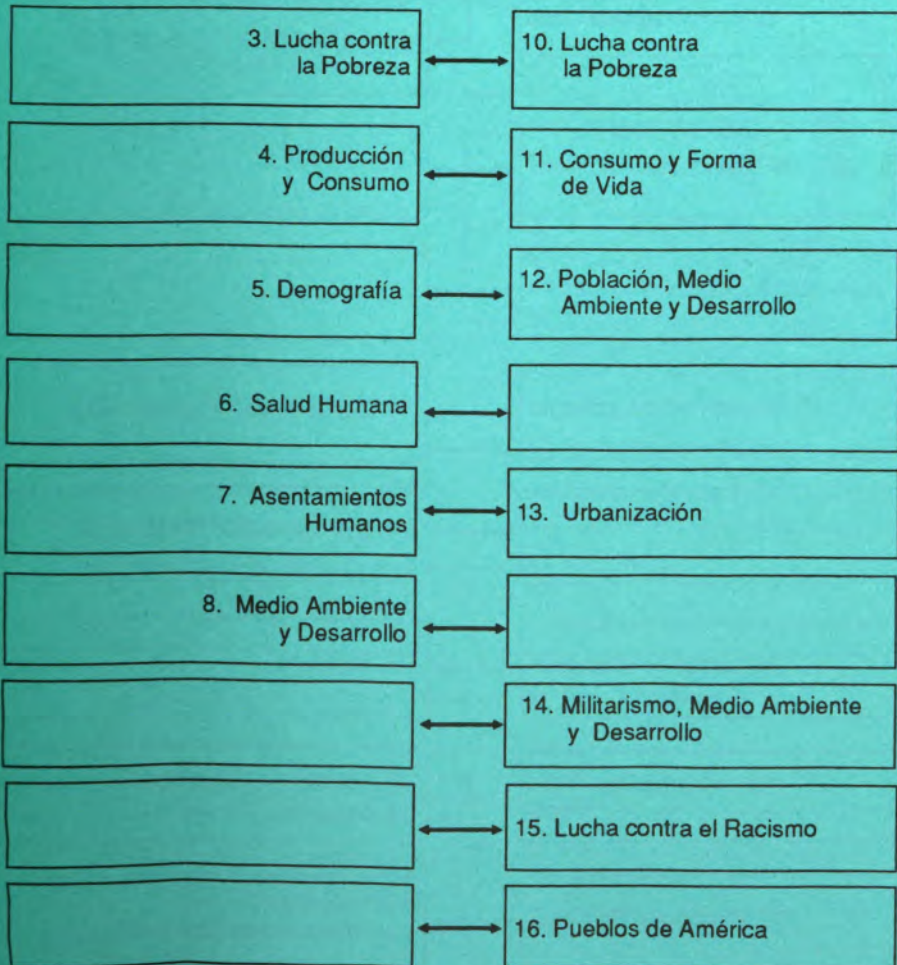 3. Lucha contra
la Pobreza
10. Lucha contra
la Pobreza
4. Producción
y Consumo
11. Consumo y Forma
de Vida
5. Demografía
12. Población, Medio
Ambiente y Desarrollo
6. Salud Humana
7. Asentamientos
Humanos
13. Urbanización
8. Medio Ambiente
y Desarrollo
14. Militarismo, Medio Ambiente
y Desarrollo
15. Lucha contra el Racismo
16. Pueblos de América